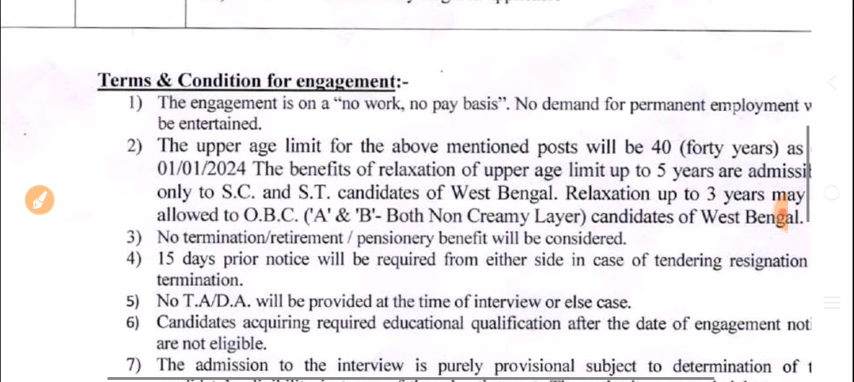 Terms & Condition for engagement:-
1) The engagement is on a “no work, no pay basis”. No demand for permanent employment
be entertained.
2) The upper age limit for the above mentioned posts will be 40 (forty years) as
01/01/2024 The benefits of relaxation of upper age limit up to 5 years are
only to S.C. and S.T. candidates of West Bengal. Relaxation up to 3 years may
allowed to O.B.C. ('A' & 'B'- Both Non Creamy Layer) candidates of West Bengal.
3) No termination/retirement / pensionery benefit will be considered.
4) 15 days prior notice will be required from either side in case of tendering resignation
termination.
5) No T.A/D.A. will be provided at the time of interview or else case.
6) Candidates acquiring required educational qualification after the date of engagement
are not eligible.
7) The admission to the interview is purely provisional subject to determination of